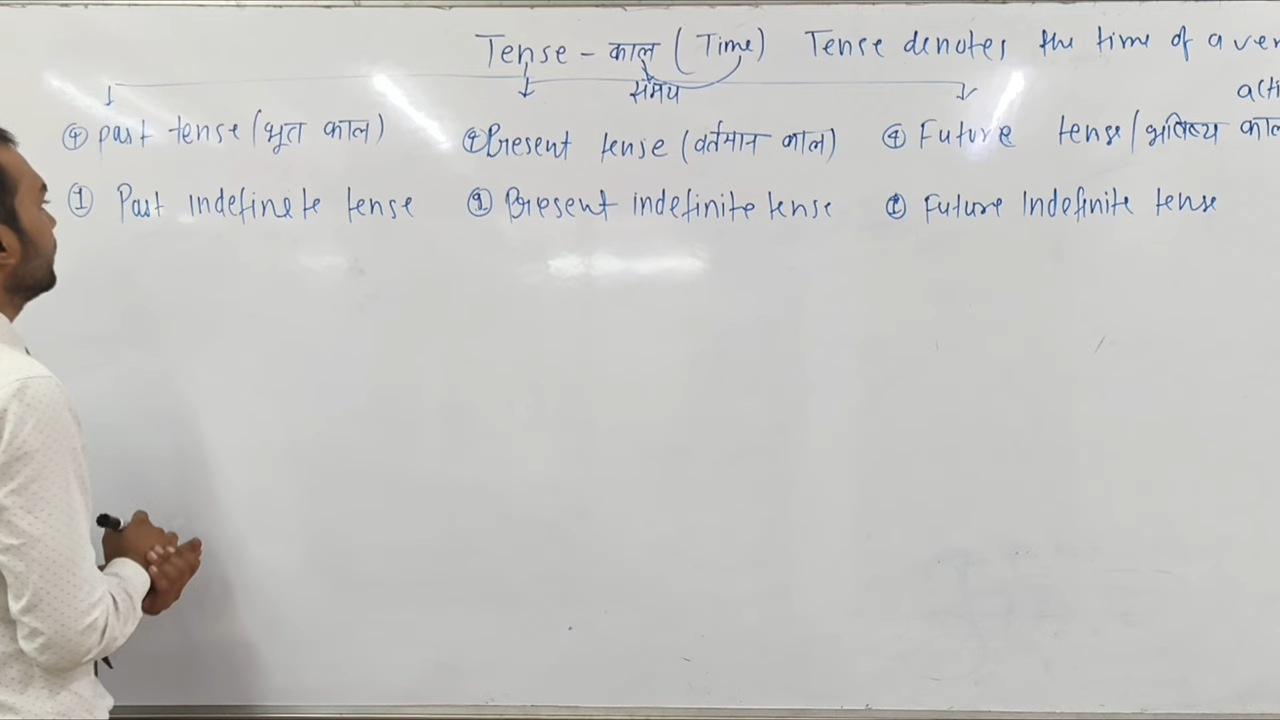 Tense - काल (Time) Tense denotes the time of a ver
समय acti
④ past tense (भूत काल) ④ Present tense (वर्तमान काल) ④ Future tense (भविष्य काल
① Past indefinete tense ① Present indefinite tense ① Future Indefinite tense